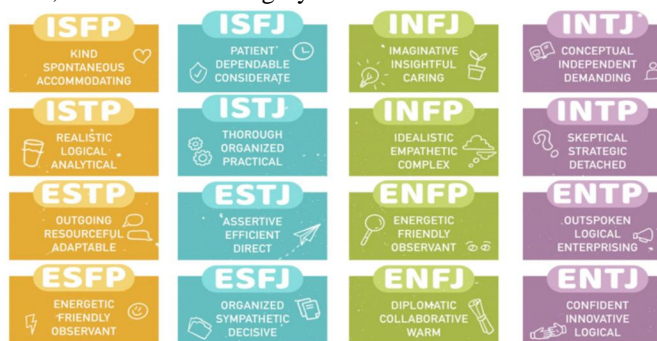 ISFP
KIND
SPONTANEOUS
ACCOMMODATING
ISFJ
PATIENT
DEPENDABLE
CONSIDERATE
INFJ
IMAGINATIVE
INSIGHTFUL
CARING
INTJ
CONCEPTUAL
INDEPENDENT
DEMANDING
ISTP
REALISTIC
LOGICAL
ANALYTICAL
ISTJ
THOROUGH
ORGANIZED
PRACTICAL
INFP
IDEALISTIC
EMPATHETIC
COMPLEX
INTP
SKEPTICAL
STRATEGIC
DETACHED
ESTP
OUTGOING
RESOURCEFUL
ADAPTABLE
ESTJ
ASSERTIVE
EFFICIENT
DIRECT
ENFP
ENERGETIC
FRIENDLY
OBSERVANT
ENTP
OUTSPOKEN
LOGICAL
ENTERPRISING
ESFP
ENERGETIC
FRIENDLY
OBSERVANT
ESFJ
ORGANIZED
SYMPATHETIC
DECISIVE
ENFJ
DIPLOMATIC
COLLABORATIVE
WARM
ENTJ
CONFIDENT
INNOVATIVE
LOGICAL